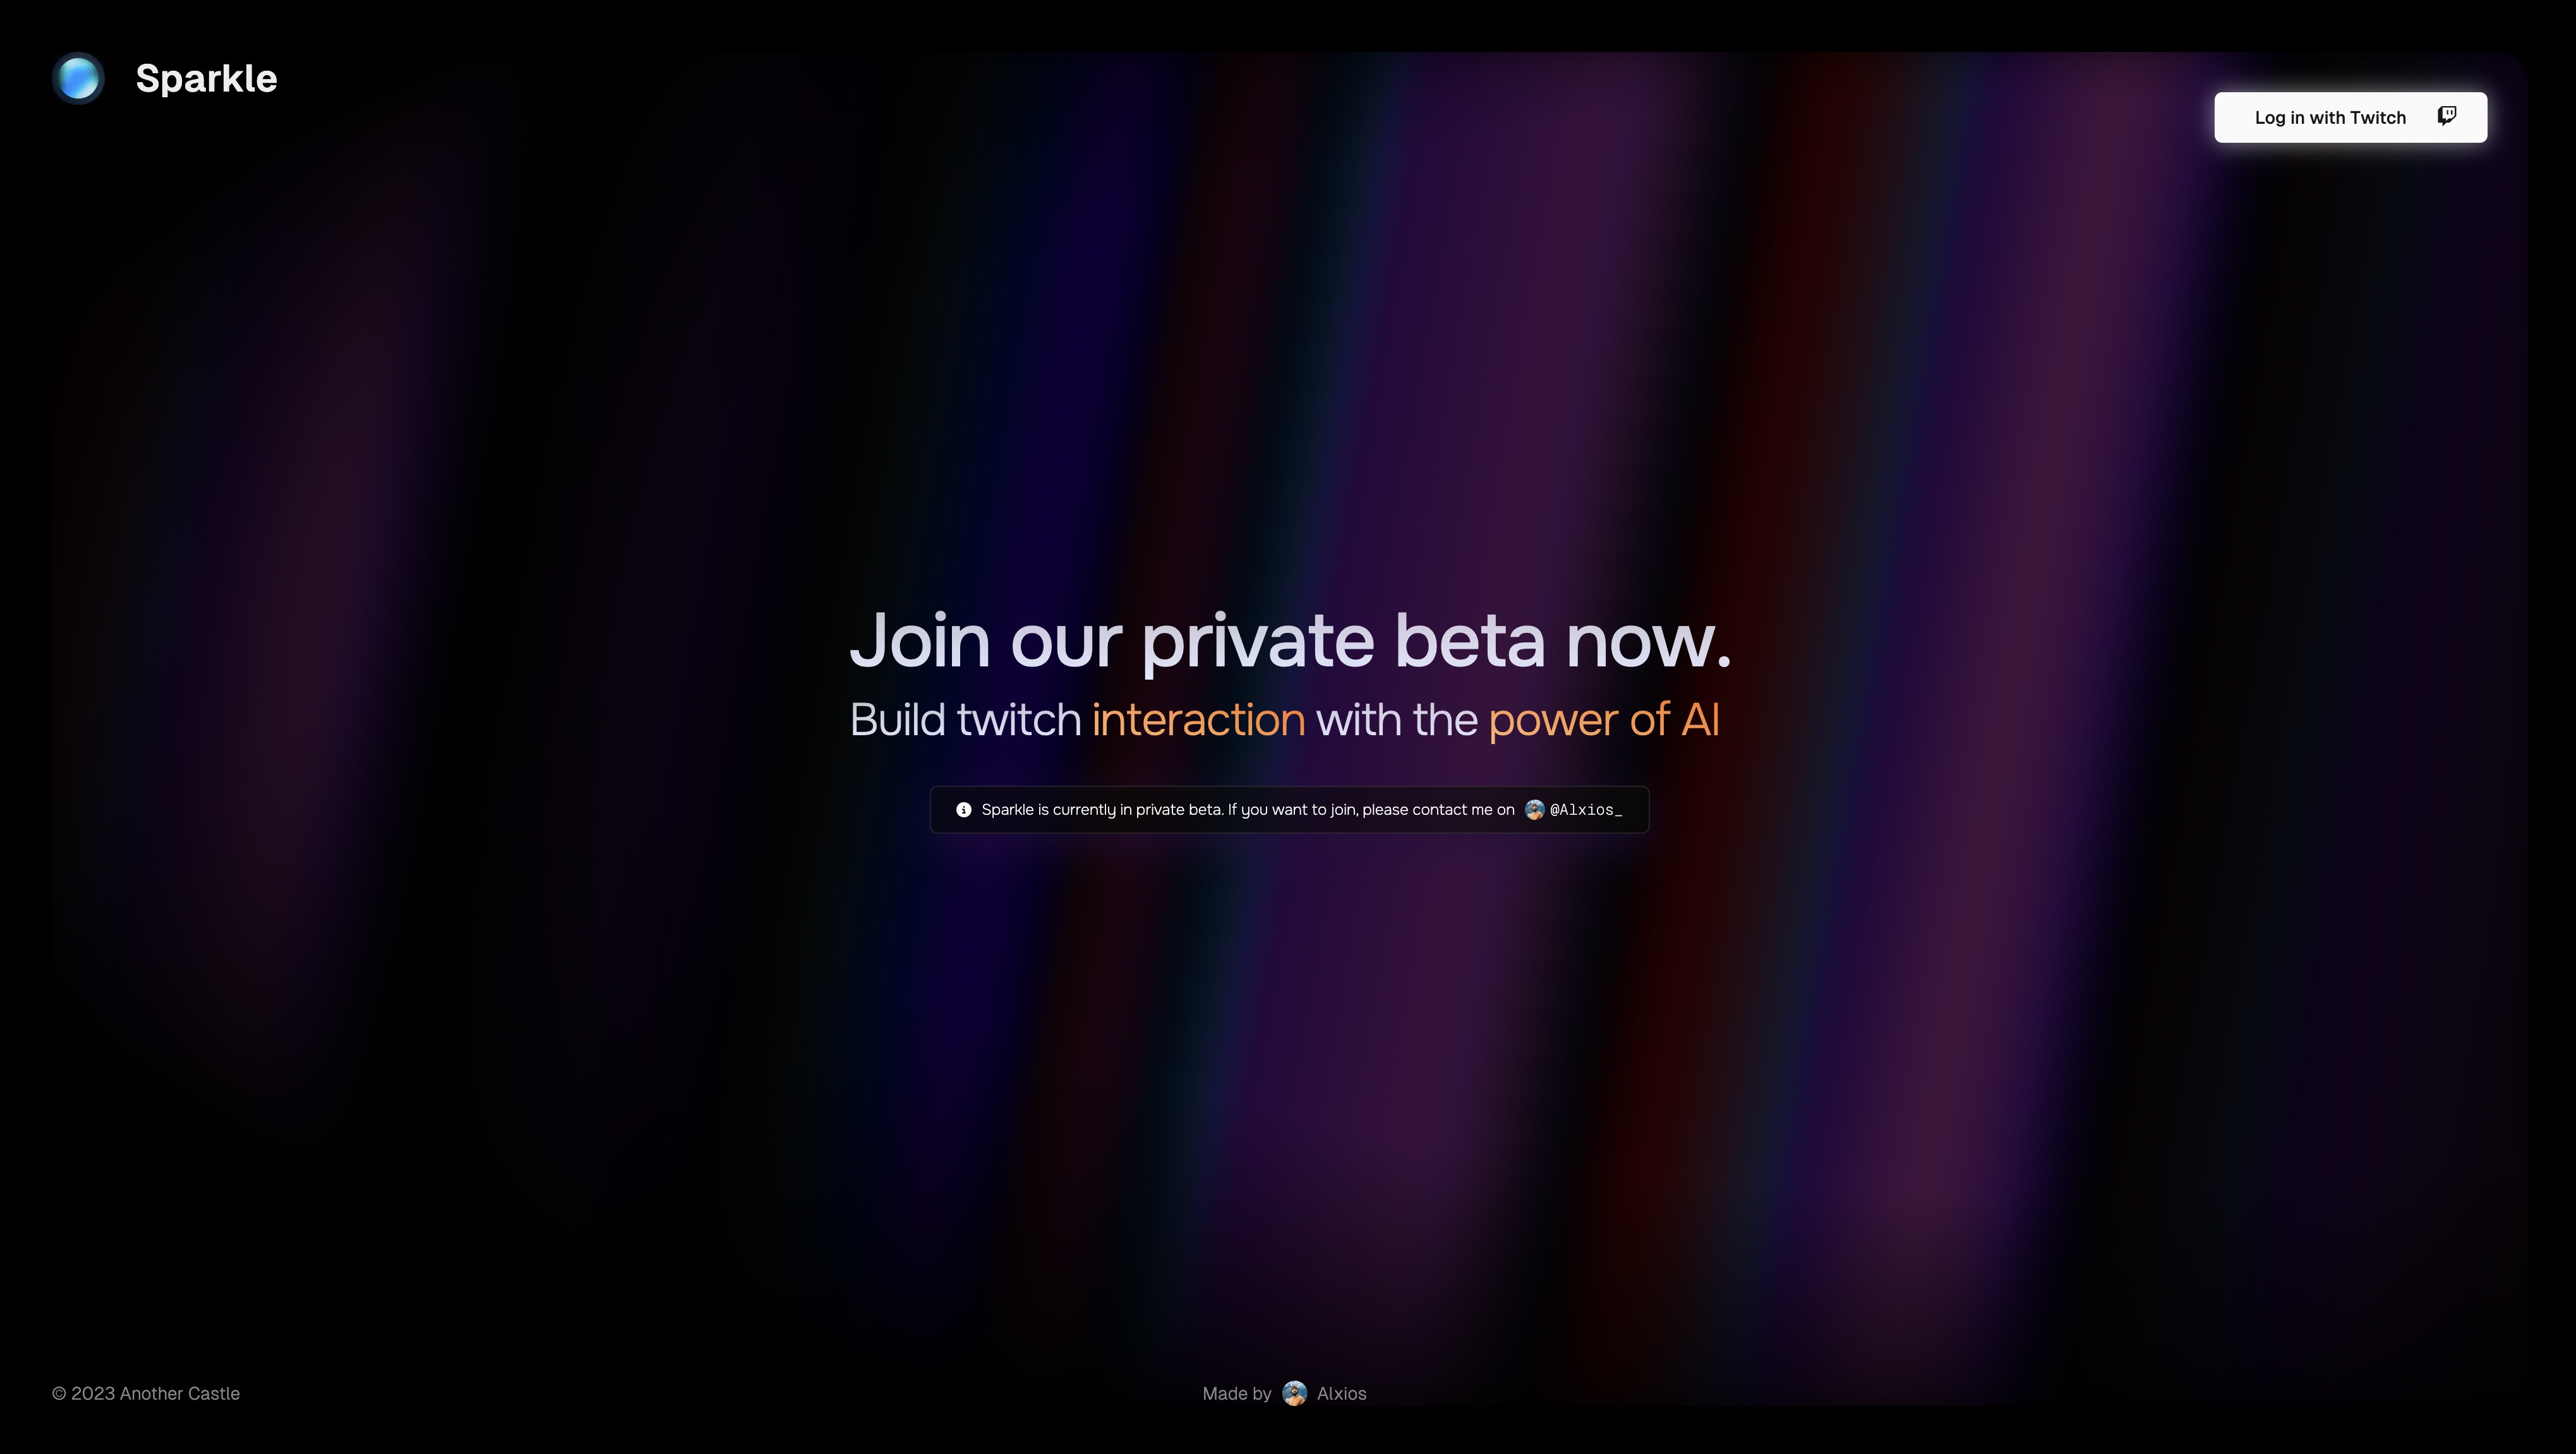 Sparkle
Log in with Twitch
Join our private beta now.
Build twitch interaction with the power of AI
Sparkle is currently in private beta. If you want to join, please contact me on @Alxios_
© 2023 Another Castle
Made by Alxios